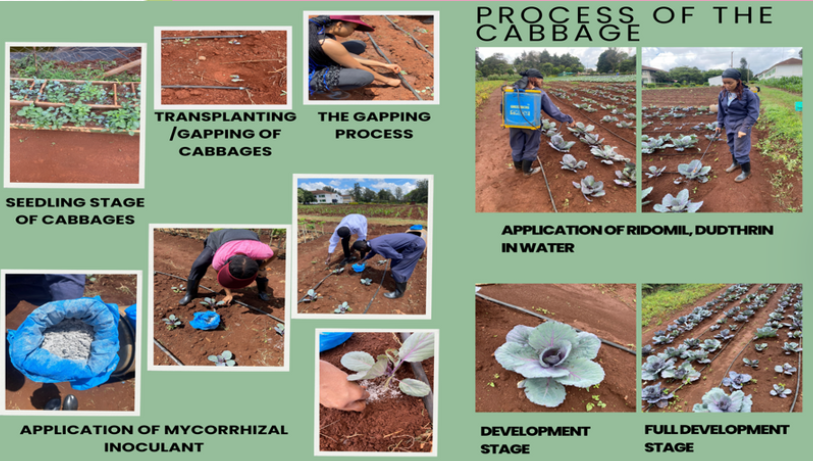 PROCESS OF THE
CABBAGE
TRANSPLANTING
/GAPPING OF
CABBAGES
THE GAPPING
PROCESS
SEEDLING STAGE
OF CABBAGES
APPLICATION OF RIDOMIL, DUDTHRIN
IN WATER
APPLICATION OF MYCORRHIZAL
INOCULANT
DEVELOPMENT
STAGE
FULL DEVELOPMENT
STAGE